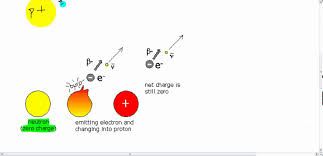 P+
β- ν̅
e-
β- ν̅
e-
net charge is
still zero
+
neutron
(zero charge)
emitting electron and
changing into proton